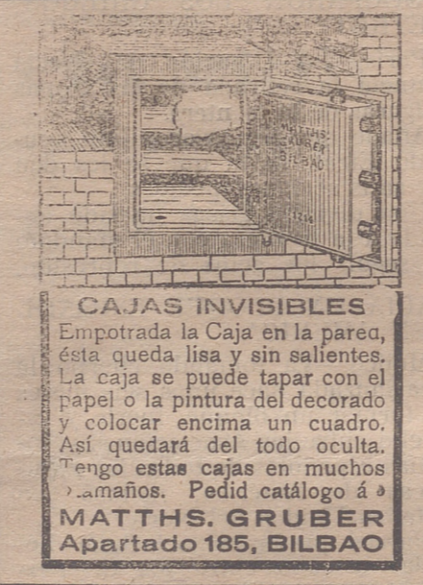 MATTHS.
GRUBER
BILBAO
CAJAS INVISIBLES
Empotrada la Caja en la pared,
ésta queda lisa y sin salientes.
La caja se puede tapar con el
papel o la pintura del decorado
y colocar encima un cuadro.
Así quedará del todo oculta.
Tengo estas cajas en muchos
tamaños. Pedid catálogo á
MATTHS. GRUBER
Apartado 185, BILBAO